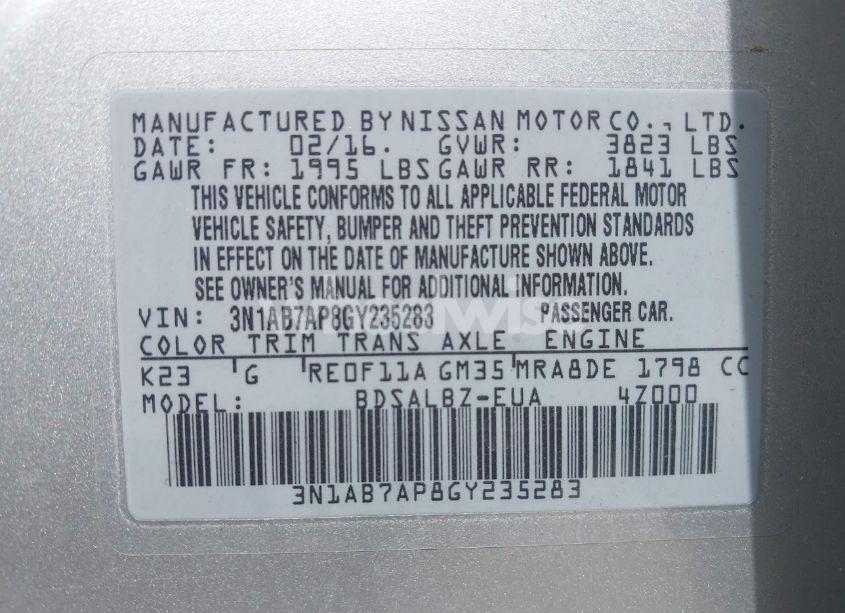 MANUFACTURED BY NISSAN MOTOR CO., LTD.
DATE: 02/16. GVWR: 3823 LBS
GAWR FR: 1995 LBS GAWR RR: 1841 LBS
THIS VEHICLE CONFORMS TO ALL APPLICABLE FEDERAL MOTOR
VEHICLE SAFETY, BUMPER AND THEFT PREVENTION STANDARDS
IN EFFECT ON THE DATE OF MANUFACTURE SHOWN ABOVE.
SEE OWNER'S MANUAL FOR ADDITIONAL INFORMATION.
VIN: 3N1AB7AP8GY235283 PASSENGER CAR.
COLOR TRIM TRANS AXLE ENGINE
K23 G RE0F11A GM35 MRA8DE 1798 CC
MODEL: BDSALBZ-EUA 4Z000
3N1AB7AP8GY235283